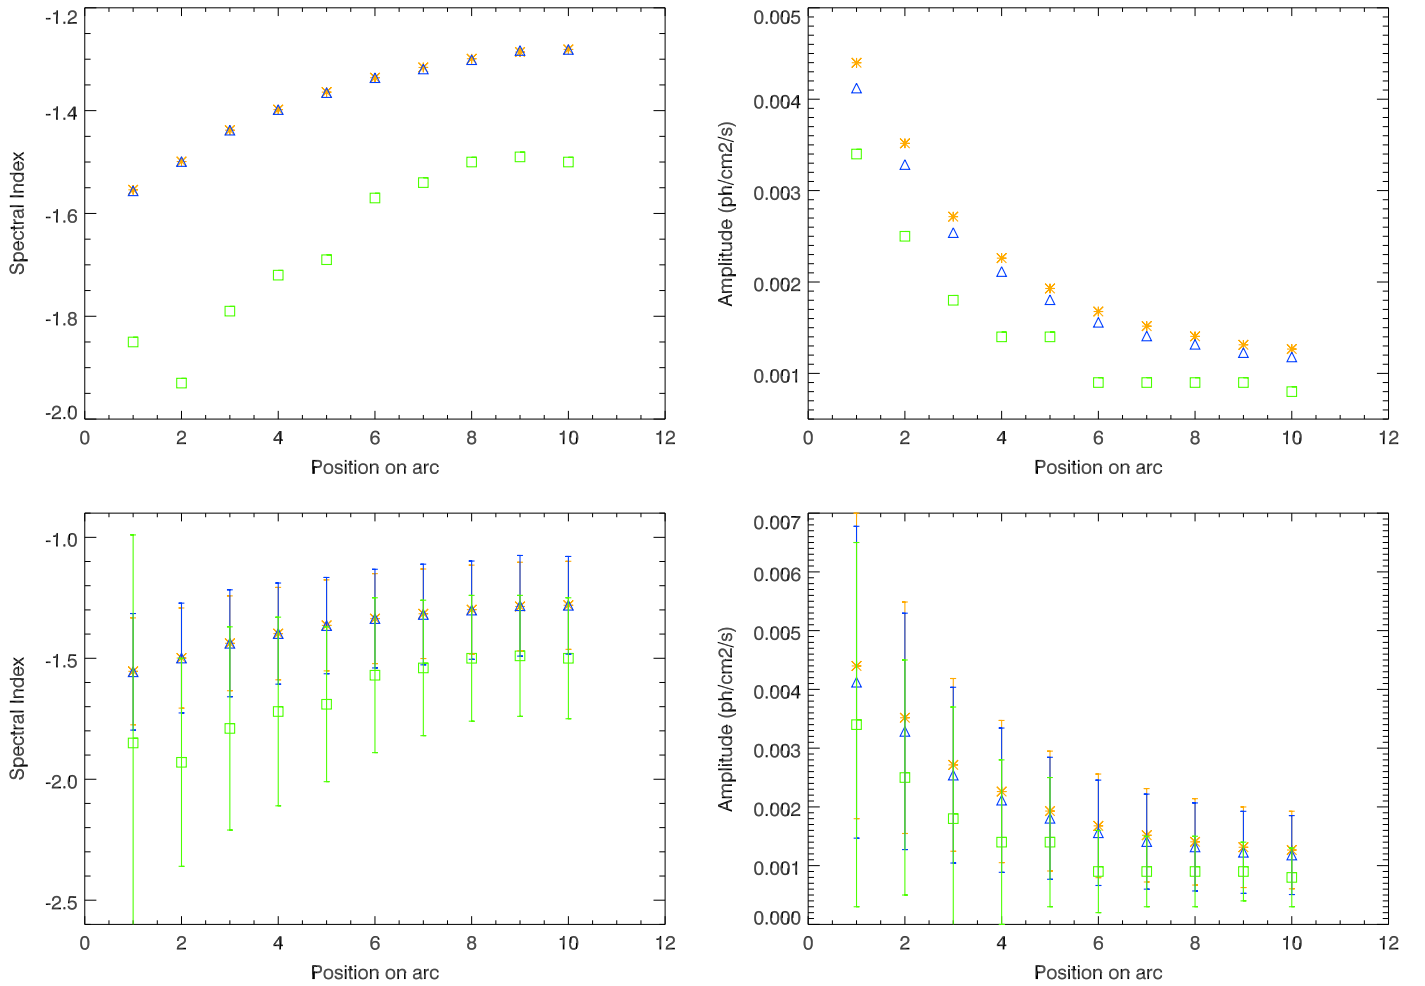 -1.2
-1.4
-1.6
-1.8
-2.0
Spectral Index
0 2 4 6 8 10 12
Position on arc
0.005
0.004
0.003
0.002
0.001
Amplitude (ph/cm2/s)
0 2 4 6 8 10 12
Position on arc
-1.0
-1.5
-2.0
-2.5
Spectral Index
0 2 4 6 8 10 12
Position on arc
0.007
0.006
0.005
0.004
0.003
0.002
0.001
0.000
Amplitude (ph/cm2/s)
0 2 4 6 8 10 12
Position on arc